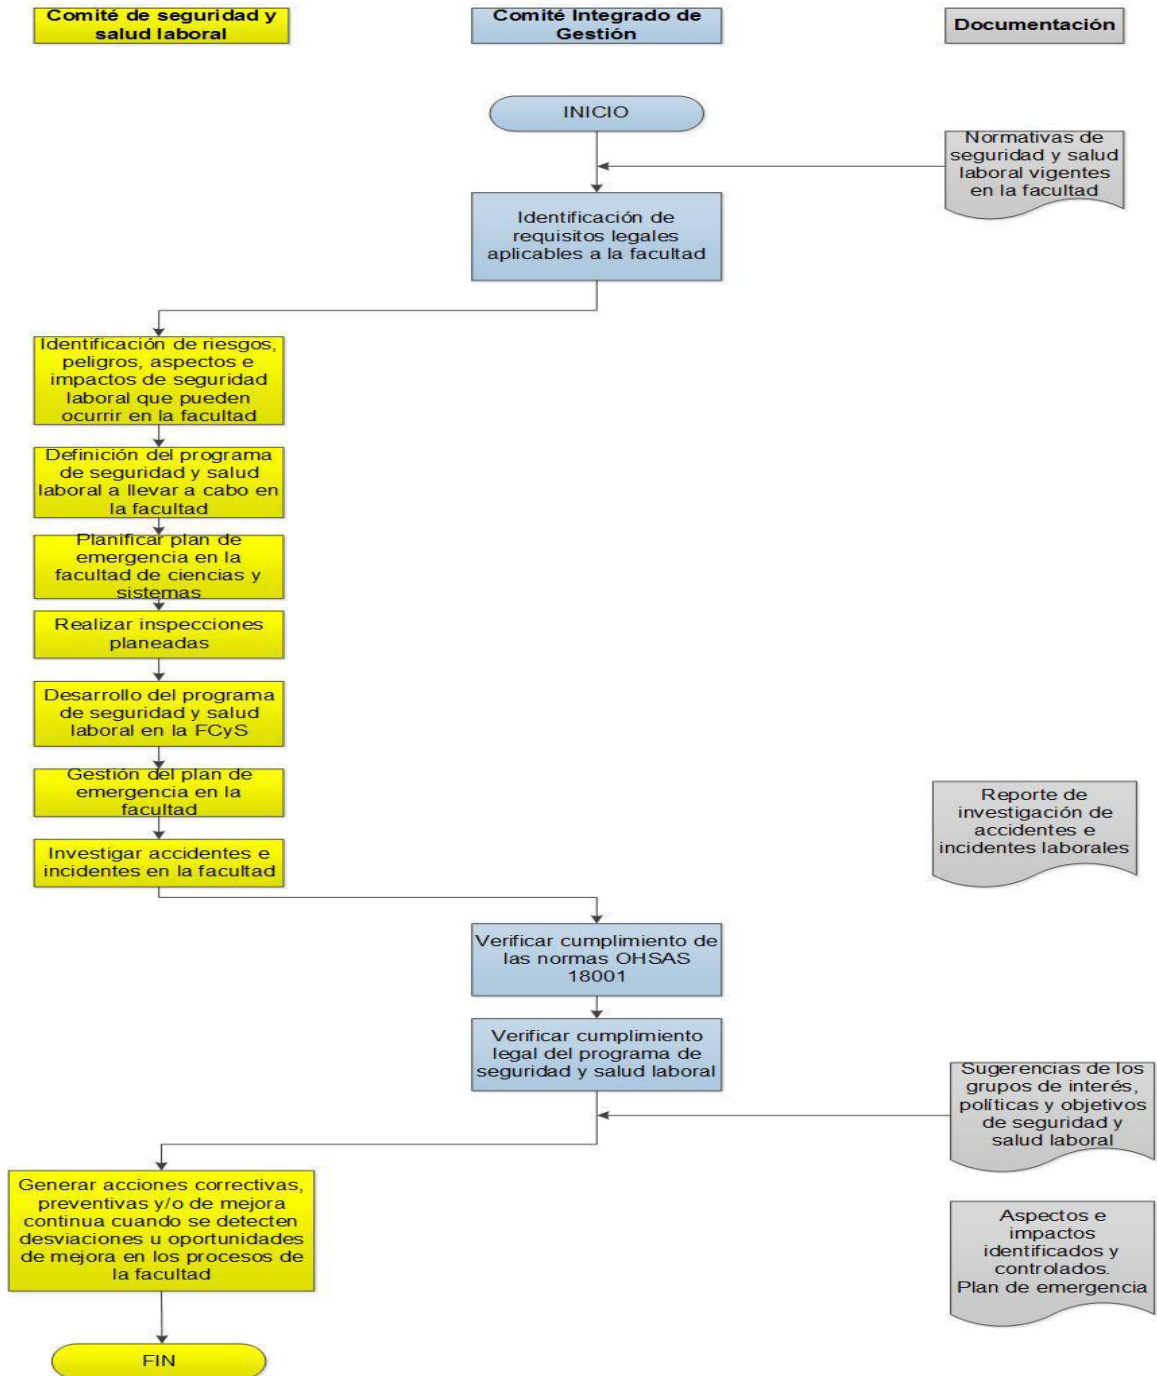 Comité de seguridad y
salud laboral
Comité Integrado de
Gestión
Documentación
INICIO
Normativas de
seguridad y salud
laboral vigentes
en la facultad
Identificación de
requisitos legales
aplicables a la facultad
Identificación de riesgos,
peligros, aspectos e
impactos de seguridad
laboral que pueden
ocurrir en la facultad
Definición del programa
de seguridad y salud
laboral a llevar a cabo en
la facultad
Planificar plan de
emergencia en la
facultad de ciencias y
sistemas
Realizar inspecciones
planeadas
Desarrollo del programa
de seguridad y salud
laboral en la FCyS
Gestión del plan de
emergencia en la
facultad
Reporte de
investigación de
accidentes e
incidentes laborales
Investigar accidentes e
incidentes en la facultad
Verificar cumplimiento de
las normas OHSAS
18001
Verificar cumplimiento
legal del programa de
seguridad y salud laboral
Sugerencias de los
grupos de interés,
políticas y objetivos
de seguridad y
salud laboral
Generar acciones correctivas,
preventivas y/o de mejora
continua cuando se detecten
desviaciones u oportunidades
de mejora en los procesos de
la facultad
Aspectos e
impactos
identificados y
controlados.
Plan de emergencia
FIN